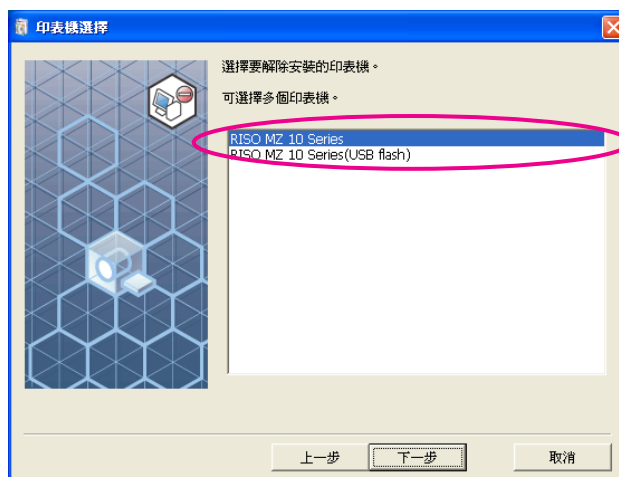 印表機選擇
選擇要解除安裝的印表機。
可選擇多個印表機。
RISO MZ 10 Series
RISO MZ 10 Series(USB flash)
上一步 下一步 取消